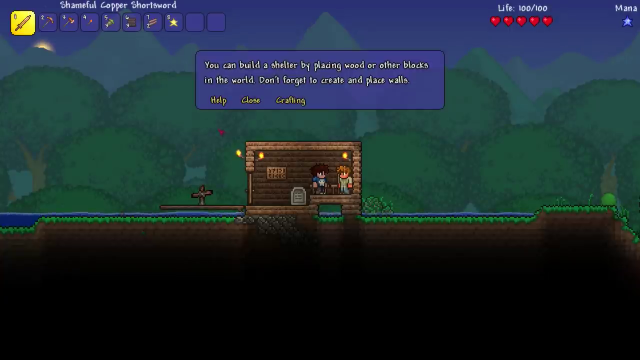 Shameful Copper Shortsword
Life: 100/100
Mana
You can build a shelter by placing wood or other blocks
in the world. Don't forget to create and place walls.
Help Close Crafting